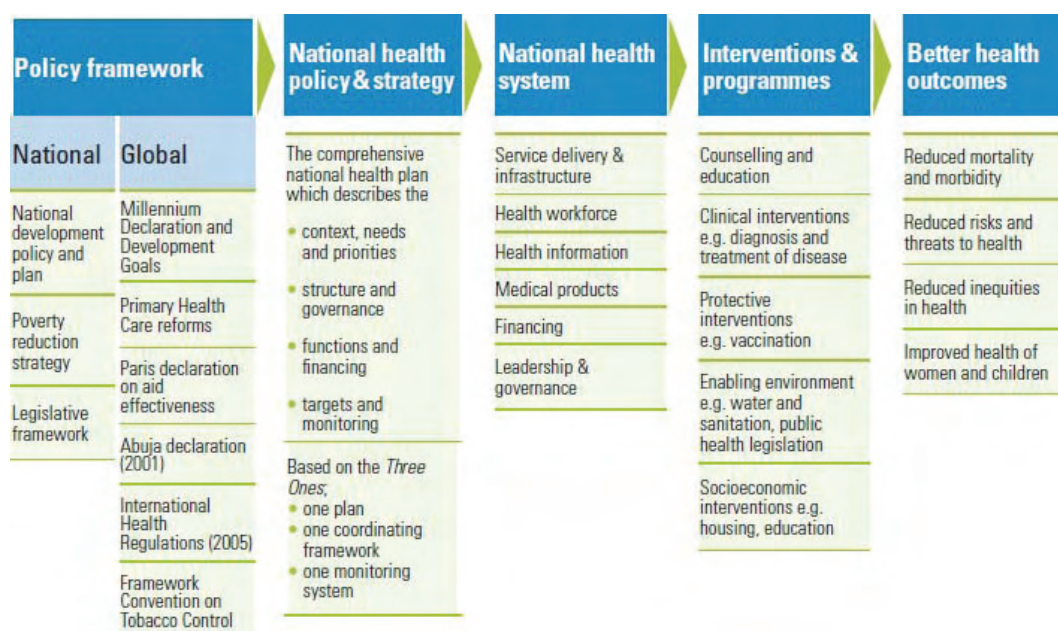 Policy framework
National
National
development
policy and
plan
Poverty
reduction
strategy
Legislative
framework
Global
Millennium
Declaration and
Development
Goals
Primary Health
Care reforms
Paris declaration
on aid
effectiveness
Abuja declaration
(2001)
International
Health
Regulations (2005)
Framework
Convention on
Tobacco Control
National health
policy & strategy
The comprehensive
national health plan
which describes the
• context, needs
and priorities
• structure and
governance
• functions and
financing
• targets and
monitoring
Based on the Three
Ones;
• one plan
• one coordinating
framework
• one monitoring
system
National health
system
Service delivery &
infrastructure
Health workforce
Health information
Medical products
Financing
Leadership &
governance
Interventions &
programmes
Counselling and
education
Clinical interventions
e.g. diagnosis and
treatment of disease
Protective
interventions
e.g. vaccination
Enabling environment
e.g. water and
sanitation, public
health legislation
Socioeconomic
interventions e.g.
housing, education
Better health
outcomes
Reduced mortality
and morbidity
Reduced risks and
threats to health
Reduced inequities
in health
Improved health of
women and children